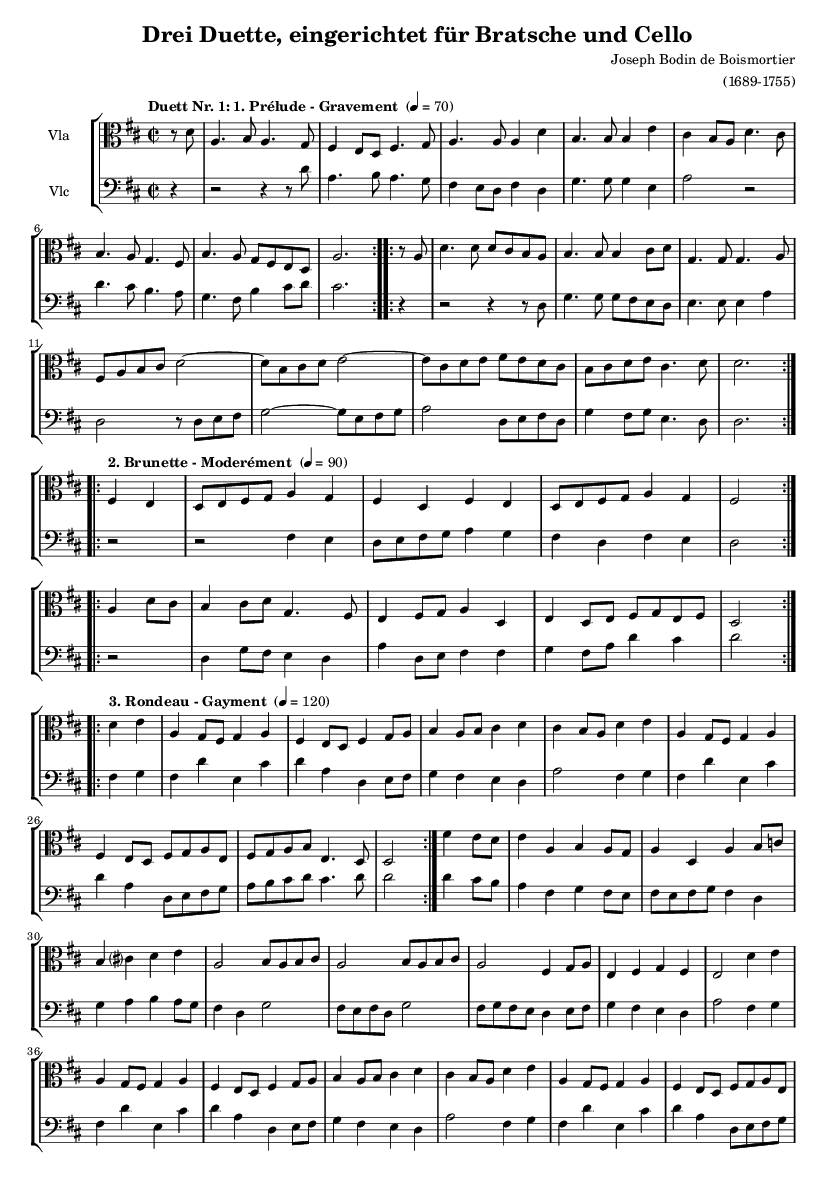 Drei Duette, eingerichtet für Bratsche und Cello
Joseph Bodin de Boismortier
(1689-1755)
Duett Nr. 1: 1. Prélude - Gravement (♩ = 70)
Vla
Vlc
6
11
2. Brunette - Moderément (♩ = 90)
3. Rondeau - Gayment (♩ = 120)
26
30
36